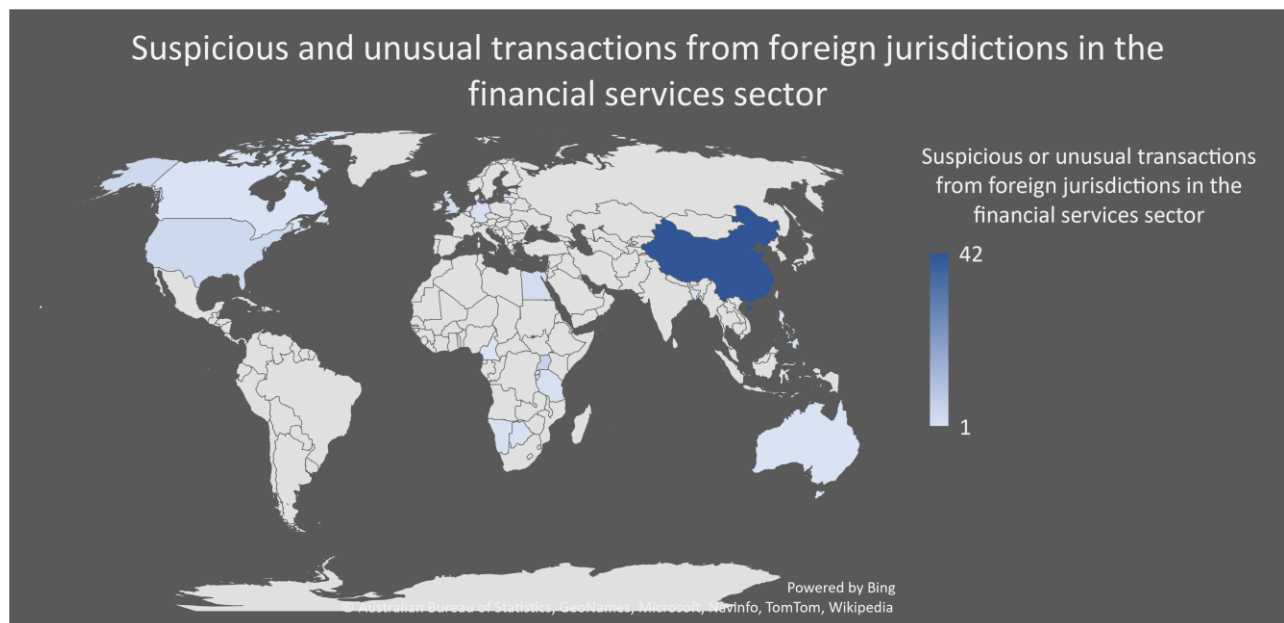 Suspicious and unusual transactions from foreign jurisdictions in the
financial services sector
Suspicious or unusual transactions
from foreign jurisdictions in the
financial services sector
42
1
Powered by Bing
© Australian Bureau of Statistics, GeoNames, Microsoft, Navinfo, TomTom, Wikipedia